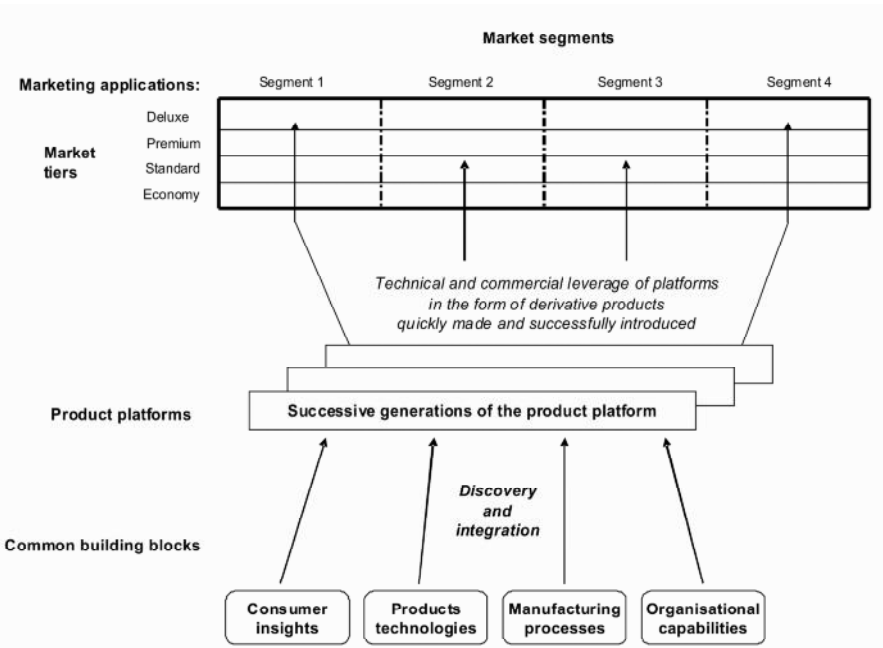 Market segments
Marketing applications:
Segment 1
Segment 2
Segment 3
Segment 4
Market
tiers
Deluxe
Premium
Standard
Economy
Technical and commercial leverage of platforms
in the form of derivative products
quickly made and successfully introduced
Product platforms
Successive generations of the product platform
Discovery
and
integration
Common building blocks
Consumer
insights
Products
technologies
Manufacturing
processes
Organisational
capabilities